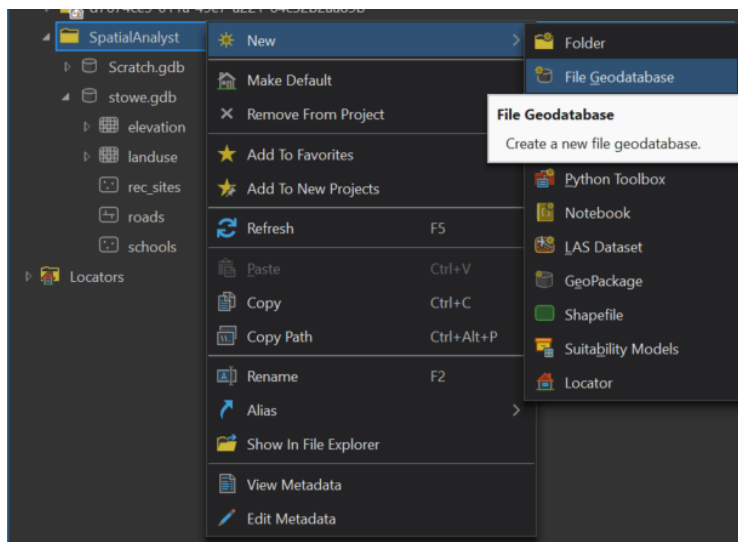 SpatialAnalyst
Scratch.gdb
stowe.gdb
elevation
landuse
rec_sites
roads
schools
Locators
New
Make Default
Remove From Project
Add To Favorites
Add To New Projects
Refresh F5
Paste Ctrl+V
Copy Ctrl+C
Copy Path Ctrl+Alt+P
Rename F2
Alias
Show In File Explorer
View Metadata
Edit Metadata
Folder
File Geodatabase
File Geodatabase
Create a new file geodatabase.
Python Toolbox
Notebook
LAS Dataset
GeoPackage
Shapefile
Suitability Models
Locator